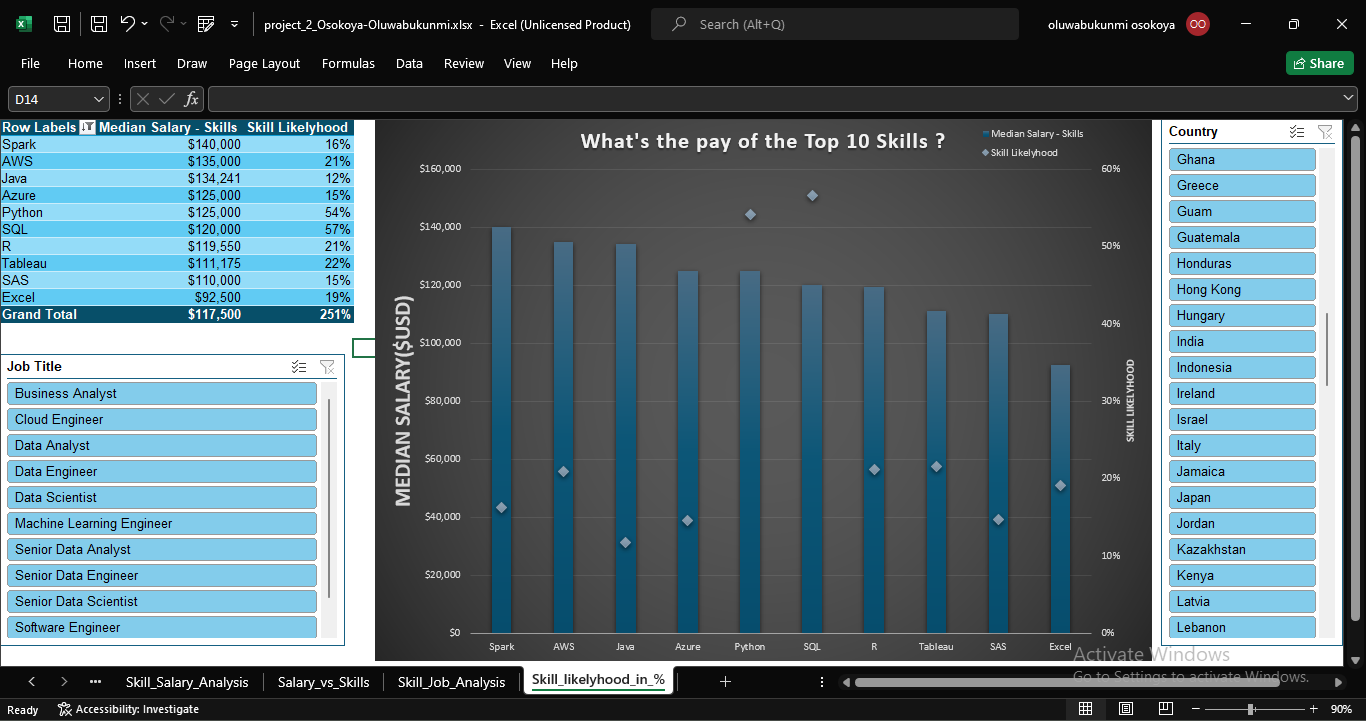 project_2_Osokoya-Oluwabukunmi.xlsx - Excel (Unlicensed Product)
Search (Alt+Q)
oluwabukunmi osokoya
OO
File Home Insert Draw Page Layout Formulas Data Review View Help
Share
D14
fx
Row Labels Median Salary - Skills Skill Likelyhood
Spark $140,000 16%
AWS $135,000 21%
Java $134,241 12%
Azure $125,000 15%
Python $125,000 54%
SQL $120,000 57%
R $119,550 21%
Tableau $111,175 22%
SAS $110,000 15%
Excel $92,500 19%
Grand Total $117,500 251%
Job Title
Business Analyst
Cloud Engineer
Data Analyst
Data Engineer
Data Scientist
Machine Learning Engineer
Senior Data Analyst
Senior Data Engineer
Senior Data Scientist
Software Engineer
What's the pay of the Top 10 Skills ?
Median Salary - Skills
Skill Likelyhood
MEDIAN SALARY($USD)
$160,000
$140,000
$120,000
$100,000
$80,000
$60,000
$40,000
$20,000
$0
60%
50%
40%
30%
20%
10%
0%
SKILL LIKELYHOOD
Spark AWS Java Azure Python SQL R Tableau SAS Excel
Country
Ghana
Greece
Guam
Guatemala
Honduras
Hong Kong
Hungary
India
Indonesia
Ireland
Israel
Italy
Jamaica
Japan
Jordan
Kazakhstan
Kenya
Latvia
Lebanon
Activate Windows
Go to Settings to activate Windows.
Skill_Salary_Analysis Salary_vs_Skills Skill_Job_Analysis Skill_likelyhood_in_%
Ready
Accessibility: Investigate
90%